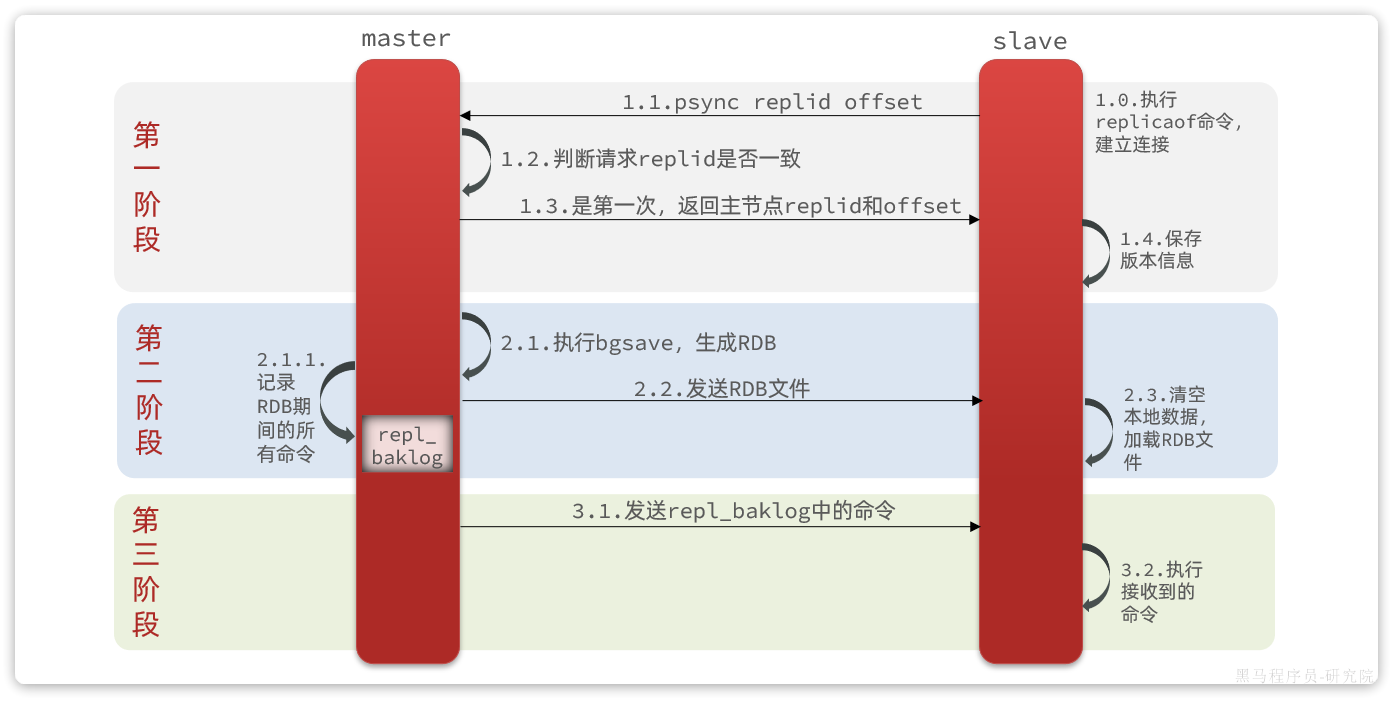 master
slave
第
一
阶
段
1.0.执行
replicaof命令，
建立连接
1.1.psync replid offset
1.2.判断请求replid是否一致
1.3.是第一次，返回主节点replid和offset
1.4.保存
版本信息
第
二
阶
段
2.1.执行bgsave，生成RDB
2.1.1.
记录
RDB期
间的所
有命令
repl_
baklog
2.2.发送RDB文件
2.3.清空
本地数据，
加载RDB文
件
第
三
阶
段
3.1.发送repl_baklog中的命令
3.2.执行
接收到的
命令
黑马程序员-研究院